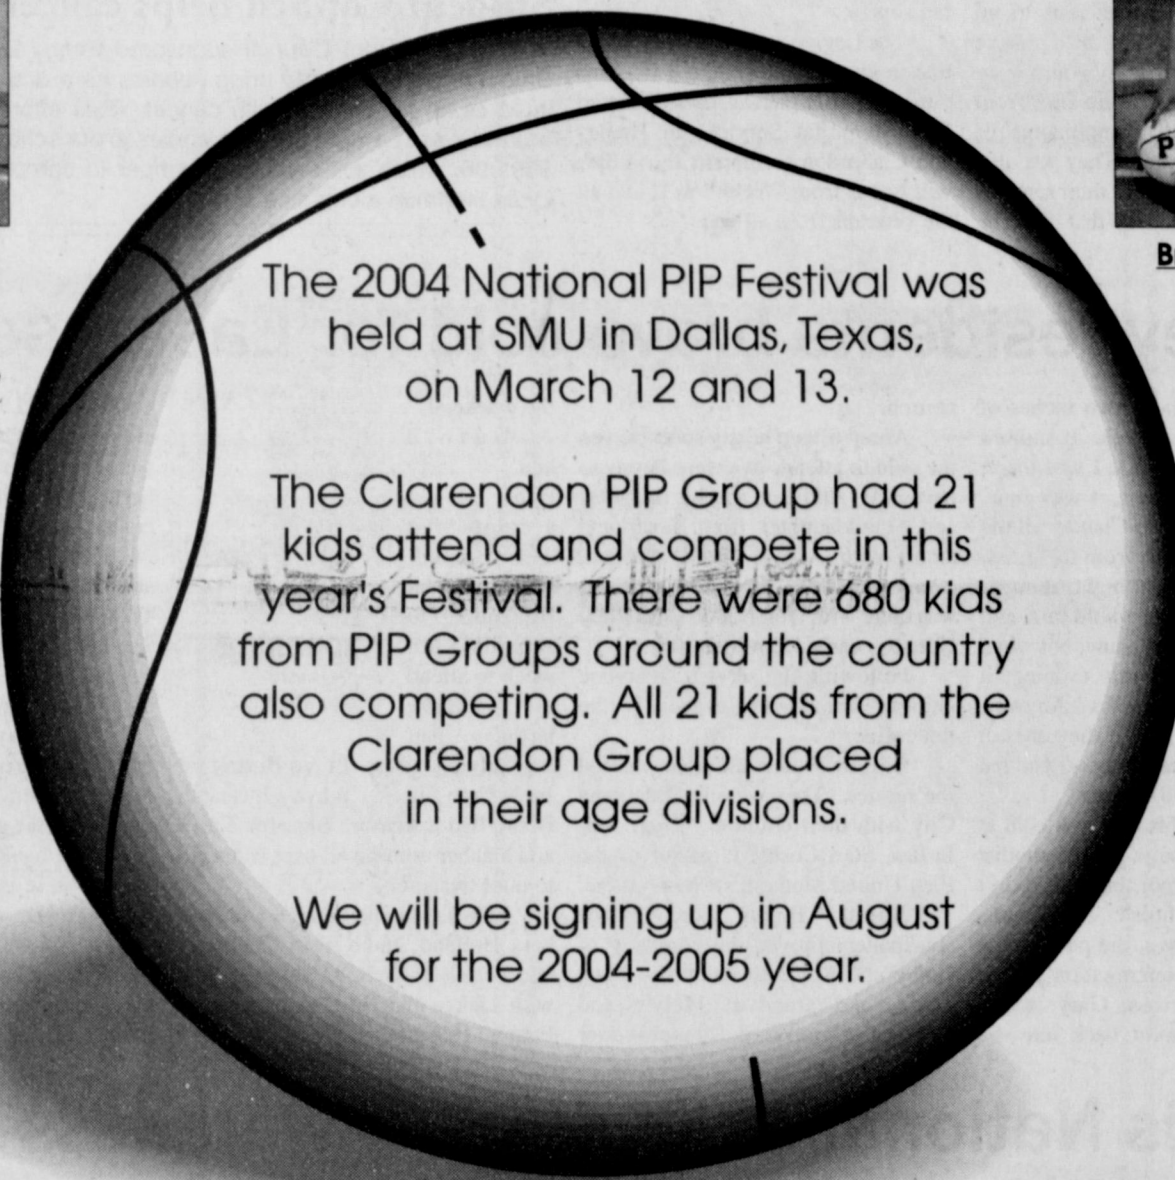 The 2004 National PIP Festival was
held at SMU in Dallas, Texas,
on March 12 and 13.
The Clarendon PIP Group had 21
kids attend and compete in this
year's Festival. There were 680 kids
from PIP Groups around the country
also competing. All 21 kids from the
Clarendon Group placed
in their age divisions.
We will be signing up in August
for the 2004-2005 year.
P
B